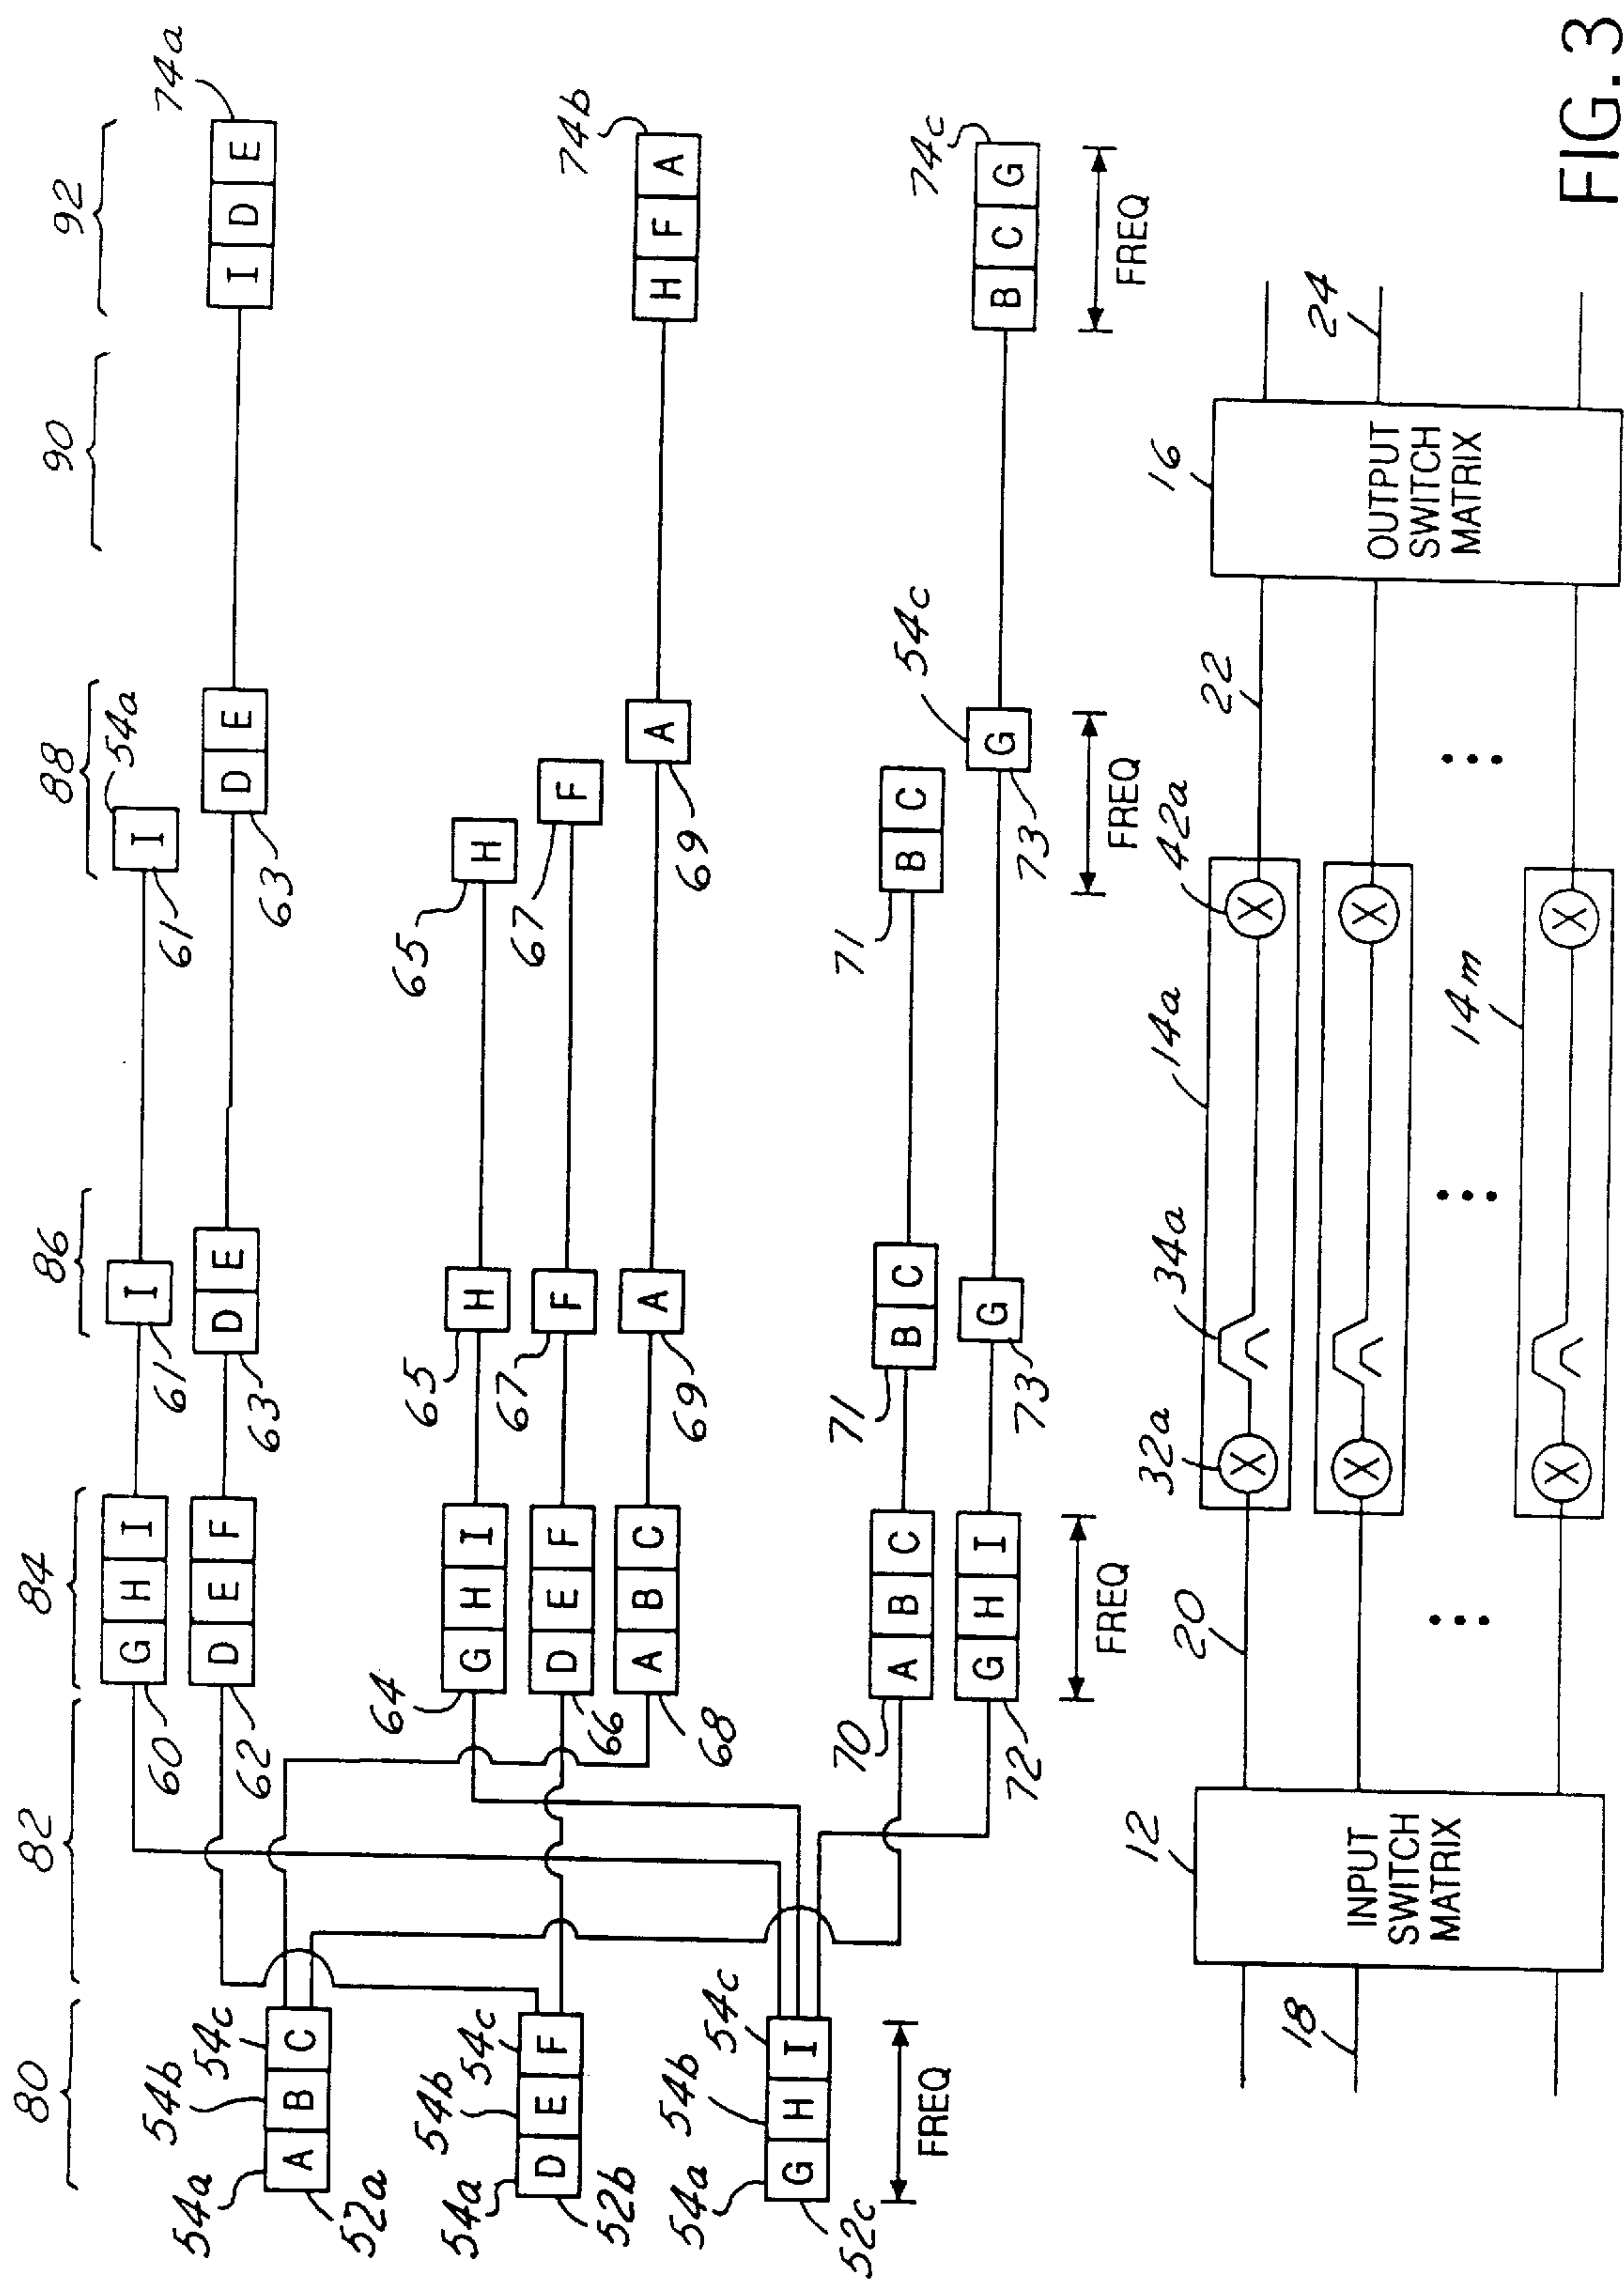 80 82 84 86 88 90 92
G H I I I 54a
60 61 61
D E F D E D E I D E 74a
62 63 63
54a 54b 54c
A B C
52a
G H I H H
64 65 65
54a 54b 54c
D E F D E F F F H F A 74b
52b 66 67 67
A B C A A
68 69 69
54a 54b 54c
G H I
52c
A B C B C B C
70 71 71
G H I G G 54c B C G 74c
72 73 73
FREQ FREQ FREQ FREQ
12 20 32a 34a 14a 42a 22 16
18 INPUT
SWITCH
MATRIX
X X
X X
14m
X X
OUTPUT
SWITCH
MATRIX
24
FIG. 3